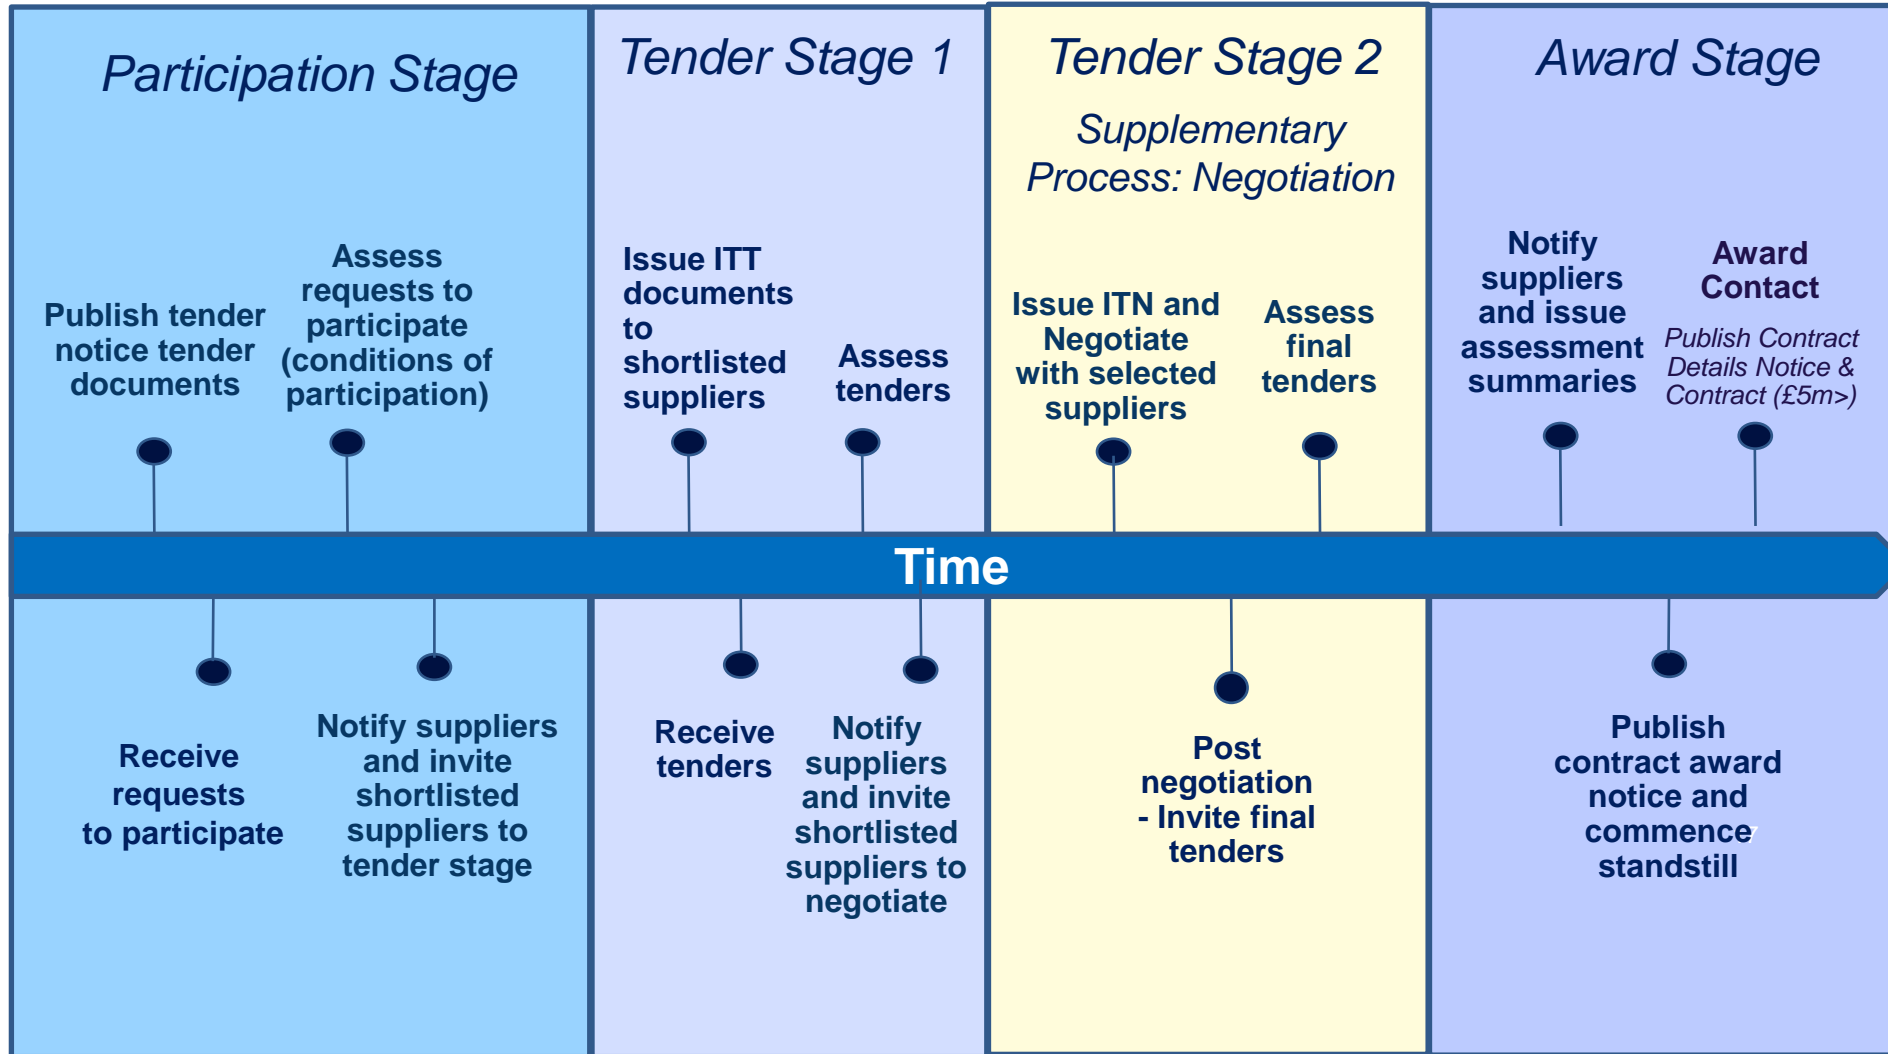 Participation Stage
Publish tender
notice tender
documents
Assess
requests to
participate
(conditions of
participation)
Receive
requests
to participate
Notify suppliers
and invite
shortlisted
suppliers to
tender stage
Tender Stage 1
Issue ITT
documents
to
shortlisted
suppliers
Assess
tenders
Receive
tenders
Notify
suppliers
and invite
shortlisted
suppliers to
negotiate
Tender Stage 2
Supplementary
Process: Negotiation
Issue ITN and
Negotiate
with selected
suppliers
Assess
final
tenders
Post
negotiation
- Invite final
tenders
Award Stage
Notify
suppliers
and issue
assessment
summaries
Award
Contact
Publish Contract
Details Notice &
Contract (£5m>)
Publish
contract award
notice and
commence
standstill
Time